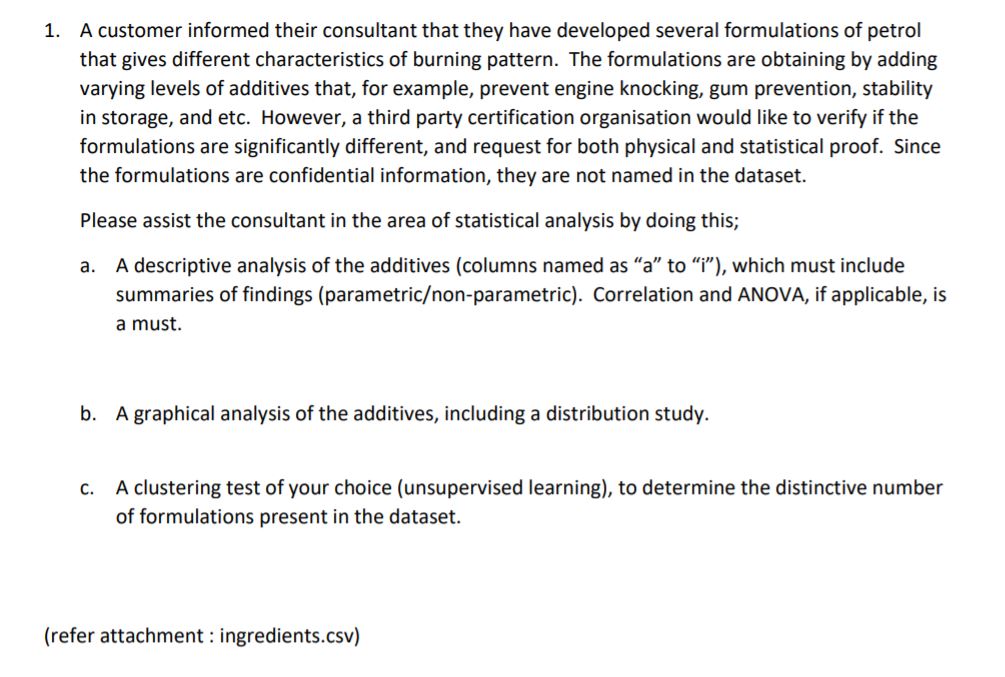 1. A customer informed their consultant that they have developed several formulations of petrol
that gives different characteristics of burning pattern. The formulations are obtaining by adding
varying levels of additives that, for example, prevent engine knocking, gum prevention, stability
in storage, and etc. However, a third party certification organisation would like to verify if the
formulations are significantly different, and request for both physical and statistical proof. Since
the formulations are confidential information, they are not named in the dataset.
Please assist the consultant in the area of statistical analysis by doing this;
a. A descriptive analysis of the additives (columns named as “a” to “i”), which must include
summaries of findings (parametric/non-parametric). Correlation and ANOVA, if applicable, is
a must.
b. A graphical analysis of the additives, including a distribution study.
c. A clustering test of your choice (unsupervised learning), to determine the distinctive number
of formulations present in the dataset.
(refer attachment : ingredients.csv)